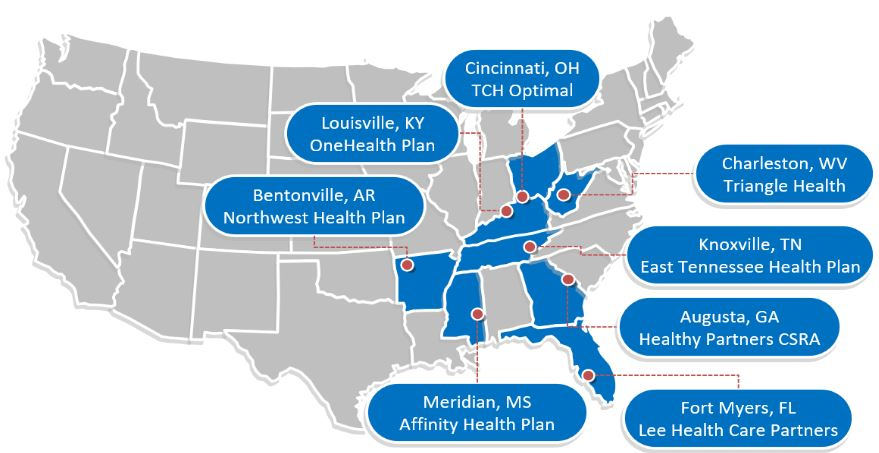 Cincinnati, OH
TCH Optimal
Louisville, KY
OneHealth Plan
Charleston, WV
Triangle Health
Bentonville, AR
Northwest Health Plan
Knoxville, TN
East Tennessee Health Plan
Augusta, GA
Healthy Partners CSRA
Meridian, MS
Affinity Health Plan
Fort Myers, FL
Lee Health Care Partners